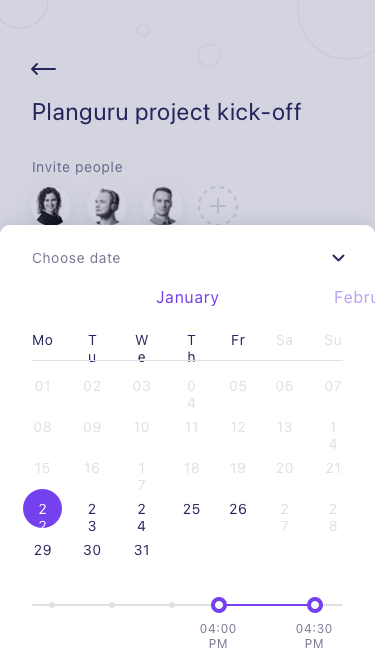 Planguru project kick-off
Invite people
Choose date
January Febru
Mo Tu We Th Fr Sa Su
01 02 03 04 05 06 07
08 09 10 11 12 13 14
15 16 17 18 19 20 21
22 23 24 25 26 27 28
29 30 31
04:00 PM 04:30 PM